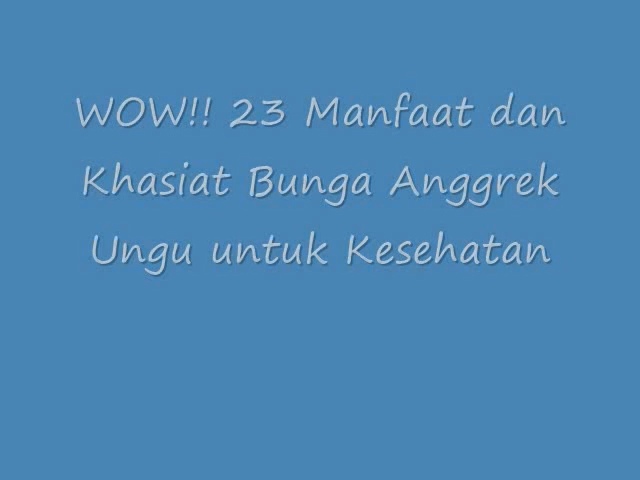 WOW!! 23 Manfaat dan
Khasiat Bunga Anggrek
Ungu untuk Kesehatan